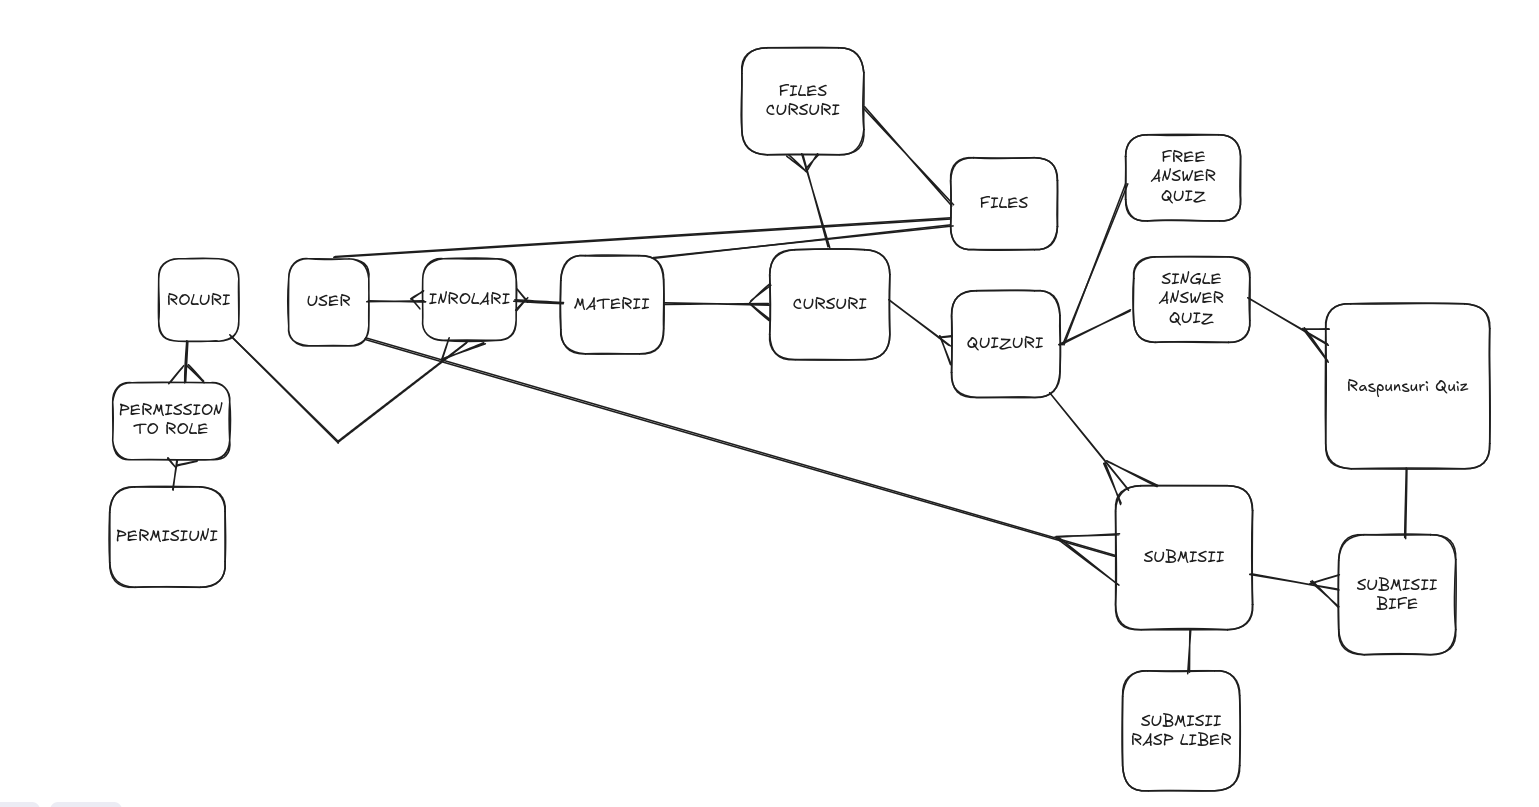 FILES
CURSURI
FREE
ANSWER
QUIZ
FILES
ROLURI
USER
INROLARI
MATERII
CURSURI
SINGLE
ANSWER
QUIZ
QUIZURI
Raspunsuri Quiz
PERMISSION
TO ROLE
PERMISIUNI
SUBMISII
SUBMISII
BIFE
SUBMISII
RASP LIBER